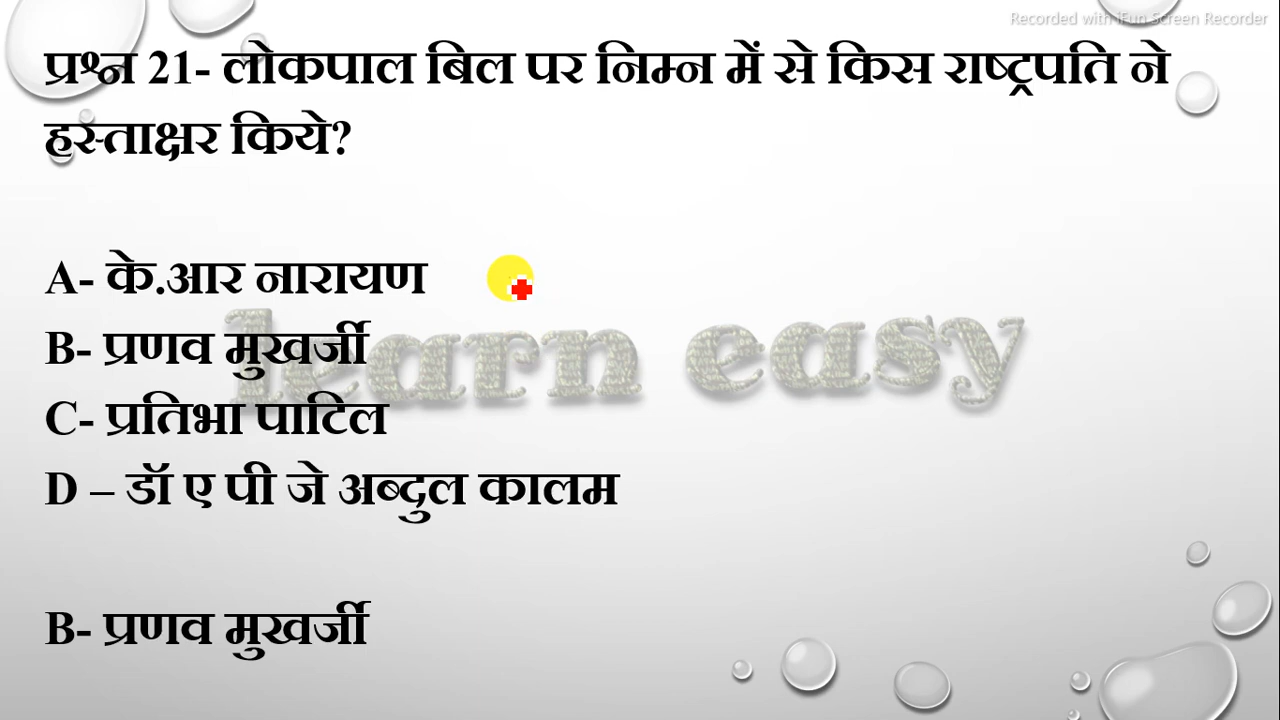 Recorded with iFun Screen Recorder
प्रश्न 21- लोकपाल बिल पर निम्न में से किस राष्ट्रपति ने
हस्ताक्षर किये?
A- के.आर नारायण
B- प्रणव मुखर्जी
learn easy
C- प्रतिभा पाटिल
D – डॉ ए पी जे अब्दुल कालम
B- प्रणव मुखर्जी